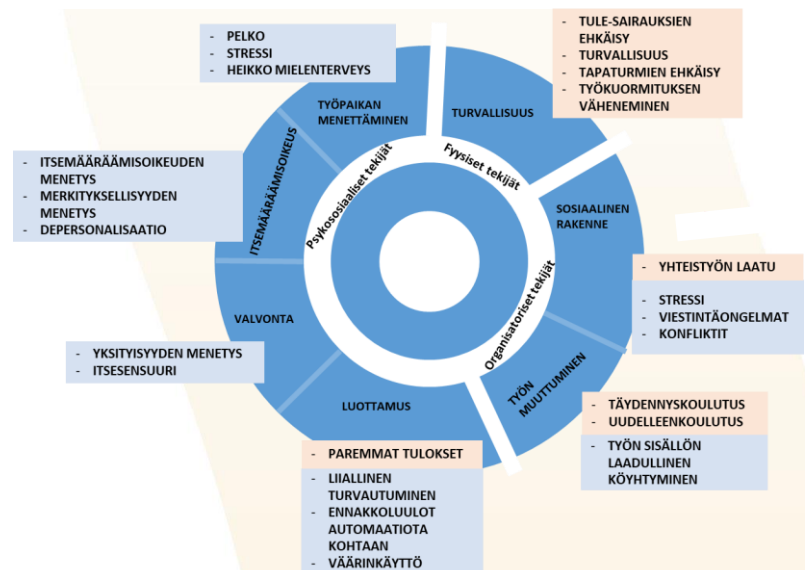 - PELKO
- STRESSI
- HEIKKO MIELENTERVEYS
- TULE-SAIRAUKSIEN
EHKÄISY
- TURVALLISUUS
- TAPATURMIEN EHKÄISY
- TYÖKUORMITUKSEN
VÄHENEMINEN
TYÖPAIKAN
MENETTÄMINEN
TURVALLISUUS
- ITSEMÄÄRÄÄMISOIKEUDEN
MENETYS
- MERKITYKSELLISYYDEN
MENETYS
- DEPERSONALISAATIO
ITSEMÄÄRÄÄMISOIKEUS
Psykososiaaliset tekijät
Fyysiset tekijät
Organisatoriset tekijät
SOSIAALINEN
RAKENNE
- YHTEISTYÖN LAATU
- STRESSI
- VIESTINTÄONGELMAT
- KONFLIKTIT
VALVONTA
- YKSITYISYYDEN MENETYS
- ITSESENSUURI
LUOTTAMUS
TYÖN
MUUTTUMINEN
- TÄYDENNYSKOULUTUS
- UUDELLEENKOULUTUS
- TYÖN SISÄLLÖN
LAADULLINEN
KÖYHTYMINEN
- PAREMMAT TULOKSET
- LIIALLINEN
TURVAUTUMINEN
- ENNAKKOLUULOT
AUTOMAATIOTA
KOHTAAN
- VÄÄRINKÄYTTÖ